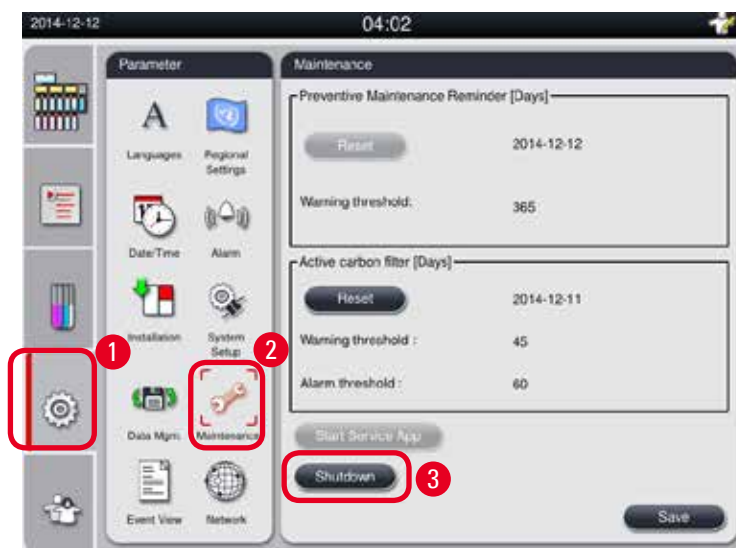 2014-12-12
04:02
Parameter
Languages
Regional
Settings
Date/Time
Alarm
Installation
System
Setup
Data Mgm.
Maintenance
Event View
Network
Maintenance
Preventive Maintenance Reminder [Days]
Reset
2014-12-12
Warning threshold:
365
Active carbon filter [Days]
Reset
2014-12-11
Warning threshold :
45
Alarm threshold :
60
Start Service App
Shutdown
Save
1
2
3